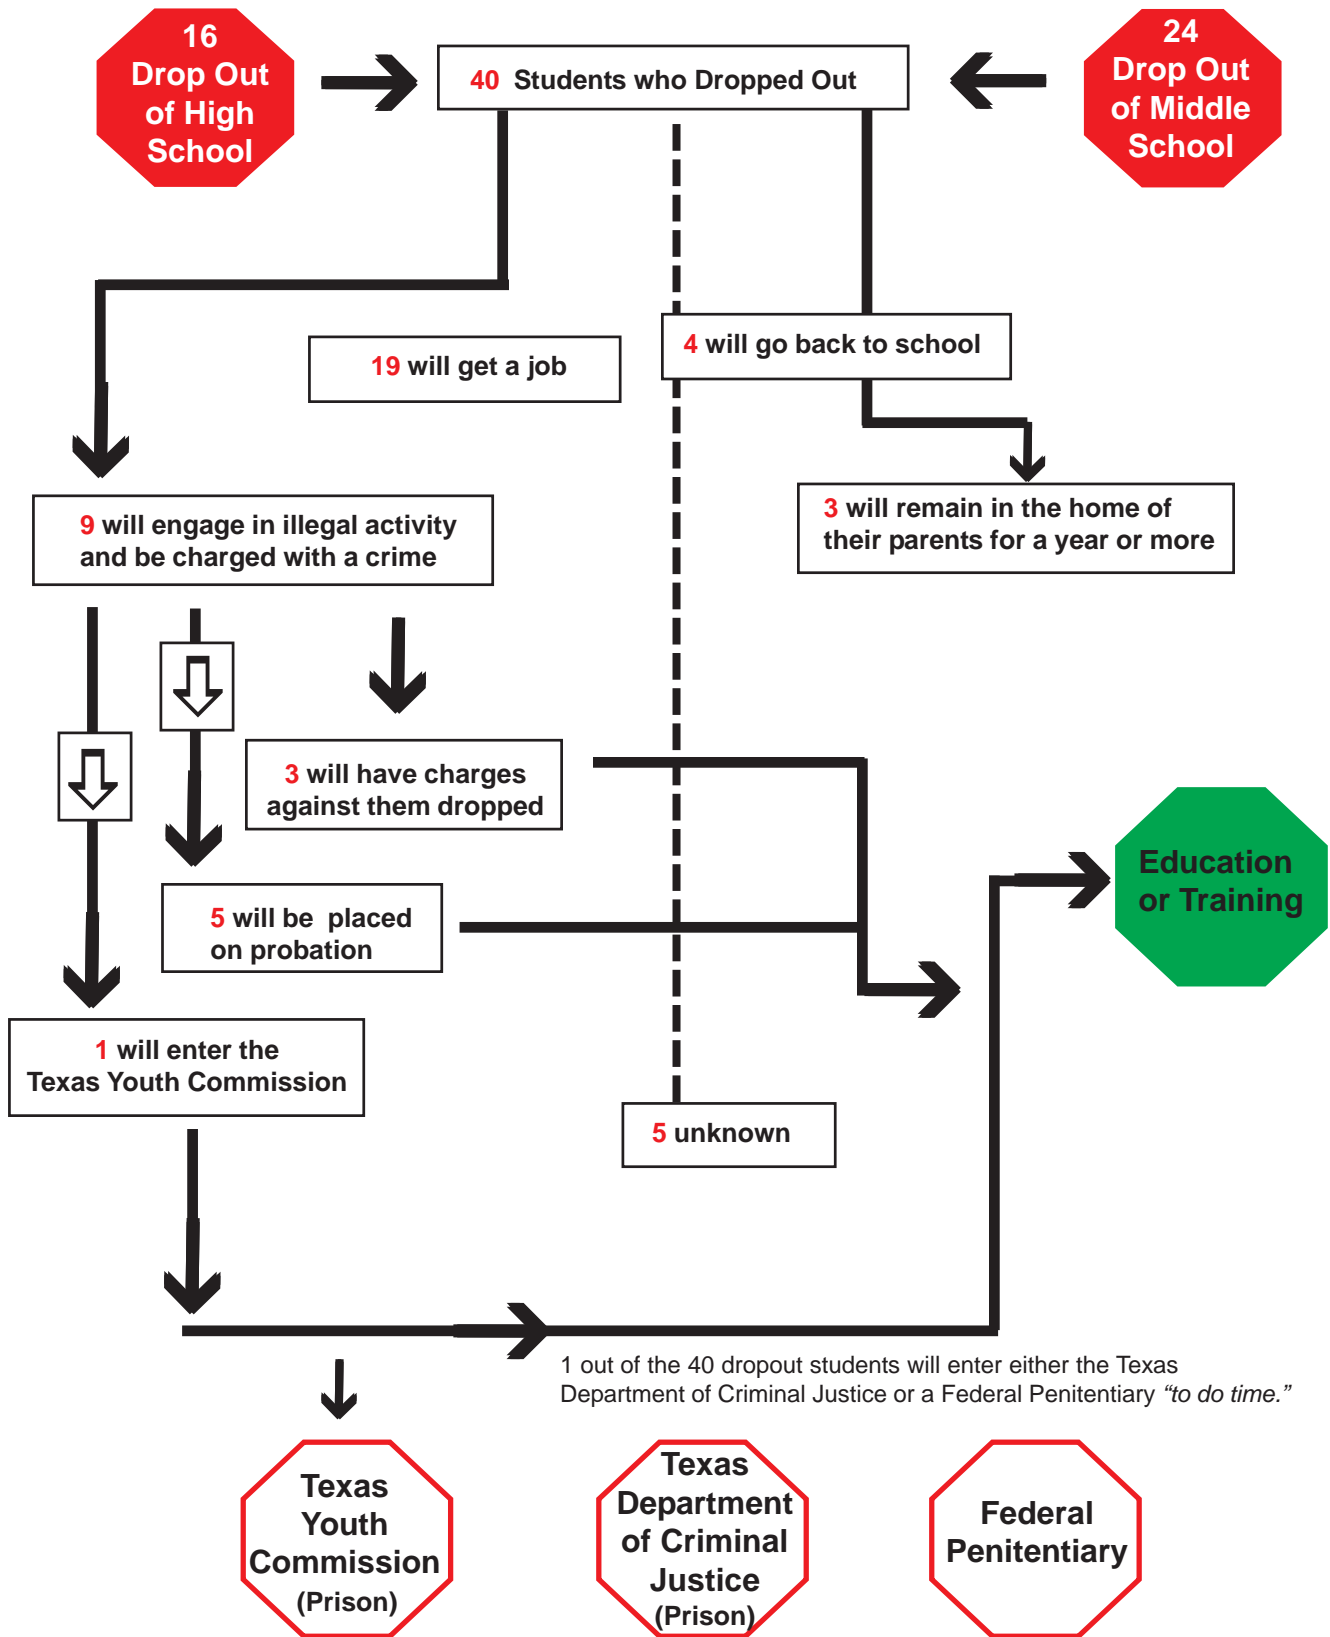 16
Drop Out
of High
School
40 Students who Dropped Out
24
Drop Out
of Middle
School
19 will get a job
4 will go back to school
9 will engage in illegal activity
and be charged with a crime
3 will remain in the home of
their parents for a year or more
3 will have charges
against them dropped
Education
or Training
5 will be placed
on probation
1 will enter the
Texas Youth Commission
5 unknown
1 out of the 40 dropout students will enter either the Texas
Department of Criminal Justice or a Federal Penitentiary “to do time.”
Texas
Youth
Commission
(Prison)
Texas
Department
of Criminal
Justice
(Prison)
Federal
Penitentiary